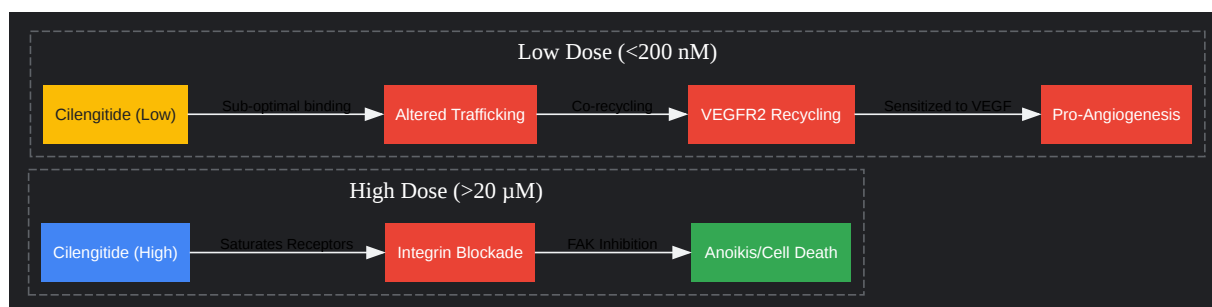 Low Dose (<200 nM)
Cilengitide (Low)
Sub-optimal binding
Altered Trafficking
Co-recycling
VEGFR2 Recycling
Sensitized to VEGF
Pro-Angiogenesis
High Dose (>20 µM)
Cilengitide (High)
Saturates Receptors
Integrin Blockade
FAK Inhibition
Anoikis/Cell Death